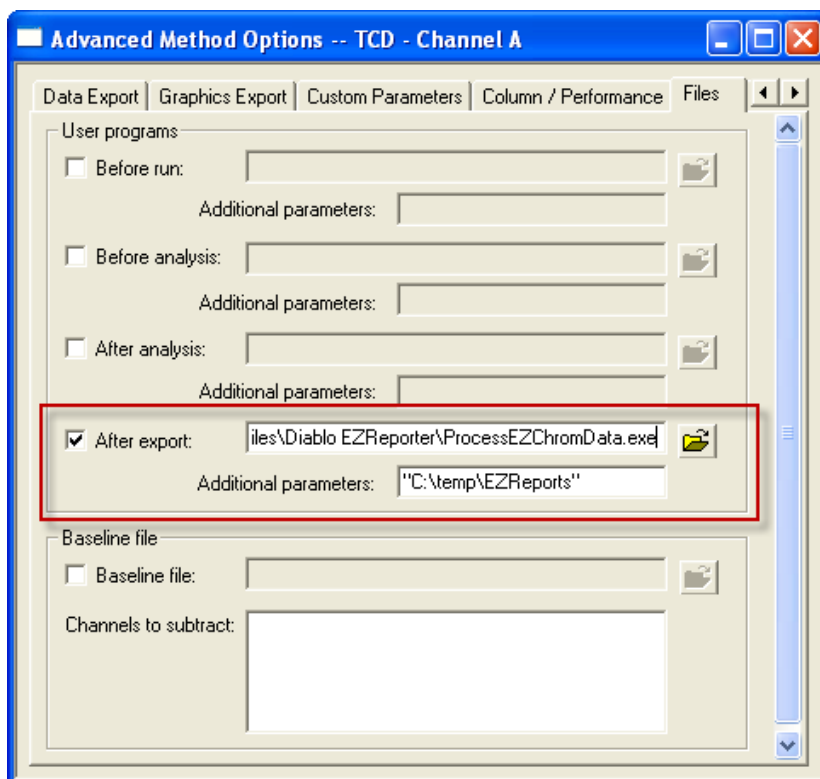 Advanced Method Options -- TCD - Channel A
Data Export Graphics Export Custom Parameters Column / Performance Files
User programs
Before run:
Additional parameters:
Before analysis:
Additional parameters:
After analysis:
Additional parameters:
After export: iles\Diablo EZReporter\ProcessEZChromData.exe
Additional parameters: "C:\temp\EZReports"
Baseline file
Baseline file:
Channels to subtract: